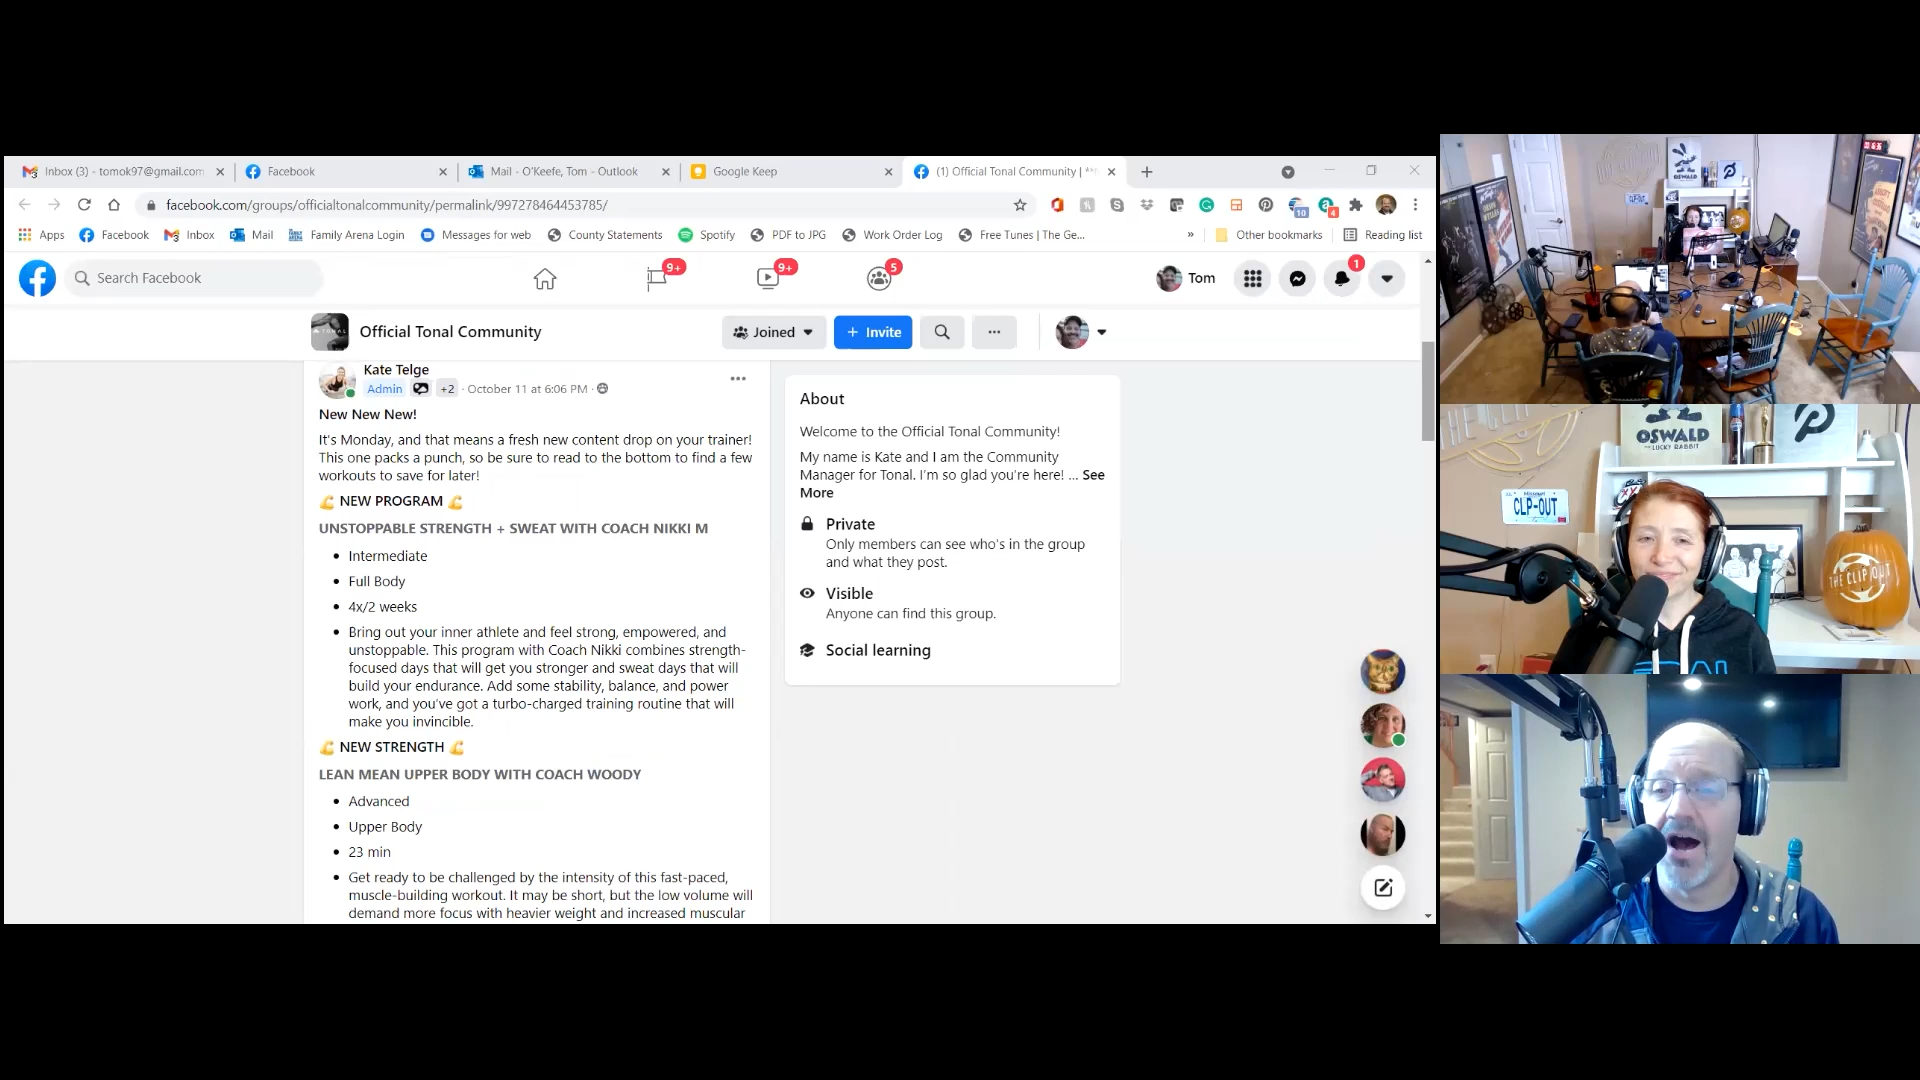 Inbox (3) - tomok97@gmail.com
Facebook
Mail - O'Keefe, Tom - Outlook
Google Keep
(1) Official Tonal Community | **
facebook.com/groups/officialtonalcommunity/permalink/997278464453785/
10
4
Apps
Facebook
Inbox
Mail
Family Arena Login
Messages for web
County Statements
Spotify
PDF to JPG
Work Order Log
Free Tunes | The Ge...
»
Other bookmarks
Reading list
Search Facebook
9+
9+
5
Tom
1
Official Tonal Community
Joined
+ Invite
Kate Telge
Admin
+2 · October 11 at 6:06 PM ·
New New New!
It's Monday, and that means a fresh new content drop on your trainer!
This one packs a punch, so be sure to read to the bottom to find a few
workouts to save for later!
💪 NEW PROGRAM 💪
UNSTOPPABLE STRENGTH + SWEAT WITH COACH NIKKI M
• Intermediate
• Full Body
• 4x/2 weeks
• Bring out your inner athlete and feel strong, empowered, and
unstoppable. This program with Coach Nikki combines strength-
focused days that will get you stronger and sweat days that will
build your endurance. Add some stability, balance, and power
work, and you've got a turbo-charged training routine that will
make you invincible.
💪 NEW STRENGTH 💪
LEAN MEAN UPPER BODY WITH COACH WOODY
• Advanced
• Upper Body
• 23 min
• Get ready to be challenged by the intensity of this fast-paced,
muscle-building workout. It may be short, but the low volume will
demand more focus with heavier weight and increased muscular
About
Welcome to the Official Tonal Community!
My name is Kate and I am the Community
Manager for Tonal. I'm so glad you're here! ... See
More
Private
Only members can see who's in the group
and what they post.
Visible
Anyone can find this group.
Social learning
OSWALD
OSWALD
THE LUCKY RABBIT
CLP-OUT
THE CLIP OUT